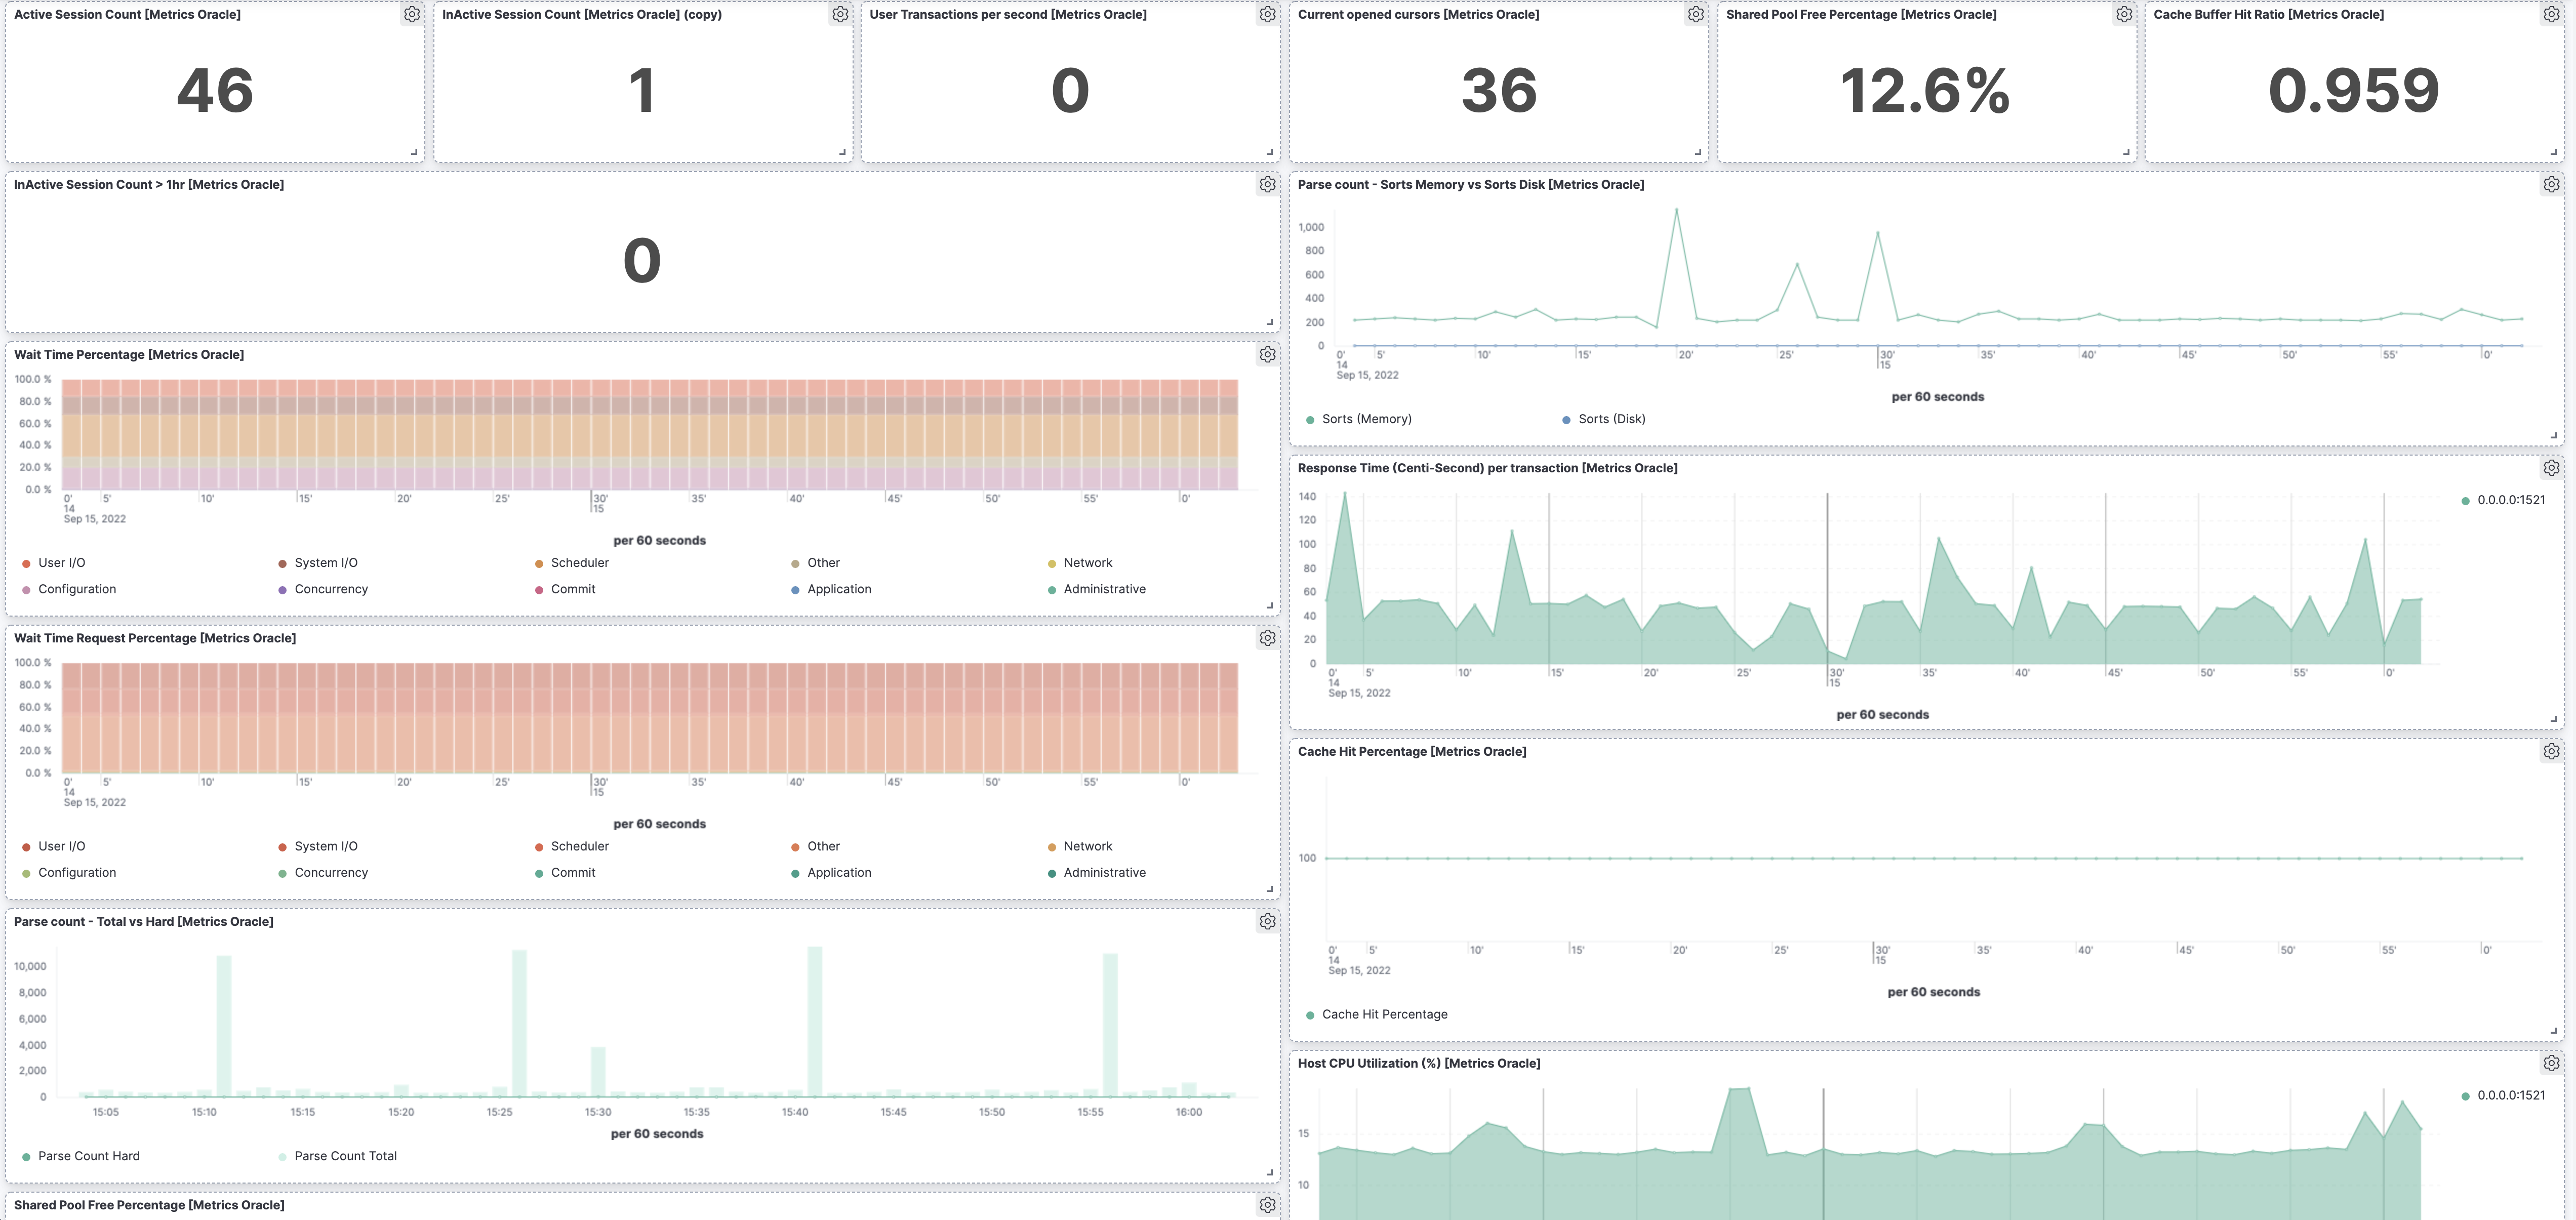 Active Session Count [Metrics Oracle]
46
InActive Session Count [Metrics Oracle] (copy)
1
User Transactions per second [Metrics Oracle]
0
Current opened cursors [Metrics Oracle]
36
Shared Pool Free Percentage [Metrics Oracle]
12.6%
Cache Buffer Hit Ratio [Metrics Oracle]
0.959
InActive Session Count > 1hr [Metrics Oracle]
0
Wait Time Percentage [Metrics Oracle]
100.0 %
80.0 %
60.0 %
40.0 %
20.0 %
0.0 %
0' 5' 10' 15' 20' 25' 30' 35' 40' 45' 50' 55' 0'
14 15
Sep 15, 2022
per 60 seconds
User I/O System I/O Scheduler Other Network
Configuration Concurrency Commit Application Administrative
Wait Time Request Percentage [Metrics Oracle]
100.0 %
80.0 %
60.0 %
40.0 %
20.0 %
0.0 %
0' 5' 10' 15' 20' 25' 30' 35' 40' 45' 50' 55' 0'
14 15
Sep 15, 2022
per 60 seconds
User I/O System I/O Scheduler Other Network
Configuration Concurrency Commit Application Administrative
Parse count - Total vs Hard [Metrics Oracle]
10,000
8,000
6,000
4,000
2,000
0
15:05 15:10 15:15 15:20 15:25 15:30 15:35 15:40 15:45 15:50 15:55 16:00
per 60 seconds
Parse Count Hard Parse Count Total
Shared Pool Free Percentage [Metrics Oracle]
Parse count - Sorts Memory vs Sorts Disk [Metrics Oracle]
1,000
800
600
400
200
0
0' 5' 10' 15' 20' 25' 30' 35' 40' 45' 50' 55' 0'
14 15
Sep 15, 2022
per 60 seconds
Sorts (Memory) Sorts (Disk)
Response Time (Centi-Second) per transaction [Metrics Oracle]
140
120
100
80
60
40
20
0
0.0.0.0:1521
0' 5' 10' 15' 20' 25' 30' 35' 40' 45' 50' 55' 0'
14 15
Sep 15, 2022
per 60 seconds
Cache Hit Percentage [Metrics Oracle]
100
0' 5' 10' 15' 20' 25' 30' 35' 40' 45' 50' 55' 0'
14 15
Sep 15, 2022
per 60 seconds
Cache Hit Percentage
Host CPU Utilization (%) [Metrics Oracle]
0.0.0.0:1521
15
10